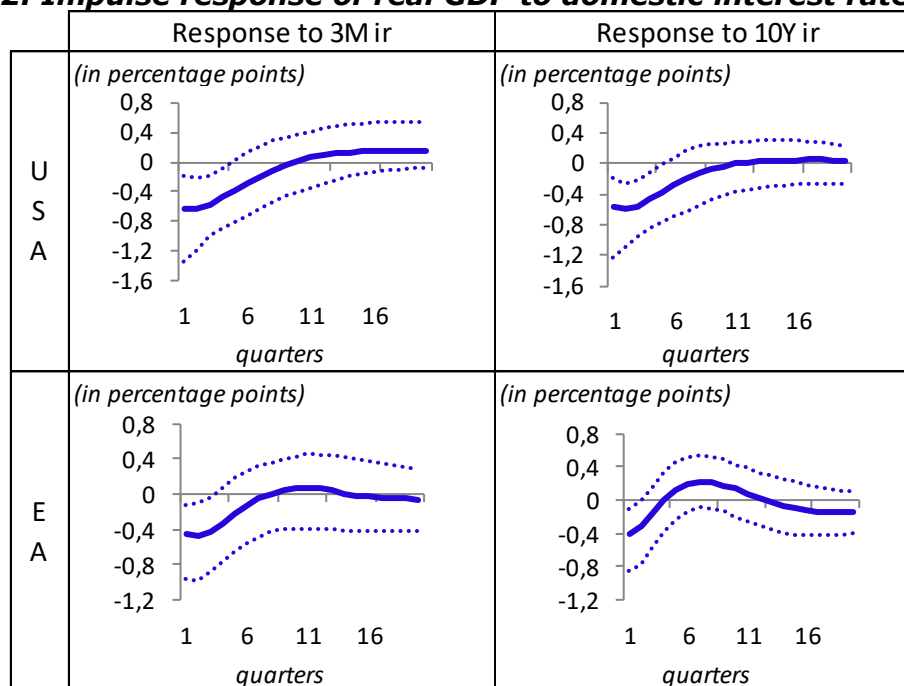 2. Impulse response of real GDP to domestic interest rate
Response to 3M ir
Response to 10Y ir
U
S
A
(in percentage points)
0,8
0,4
0
-0,4
-0,8
-1,2
-1,6
1 6 11 16
quarters
(in percentage points)
0,8
0,4
0
-0,4
-0,8
-1,2
-1,6
1 6 11 16
quarters
E
A
(in percentage points)
0,8
0,4
0
-0,4
-0,8
-1,2
1 6 11 16
quarters
(in percentage points)
0,8
0,4
0
-0,4
-0,8
-1,2
1 6 11 16
quarters